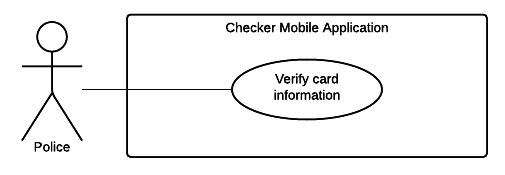 Checker Mobile Application
Verify card
information
Police